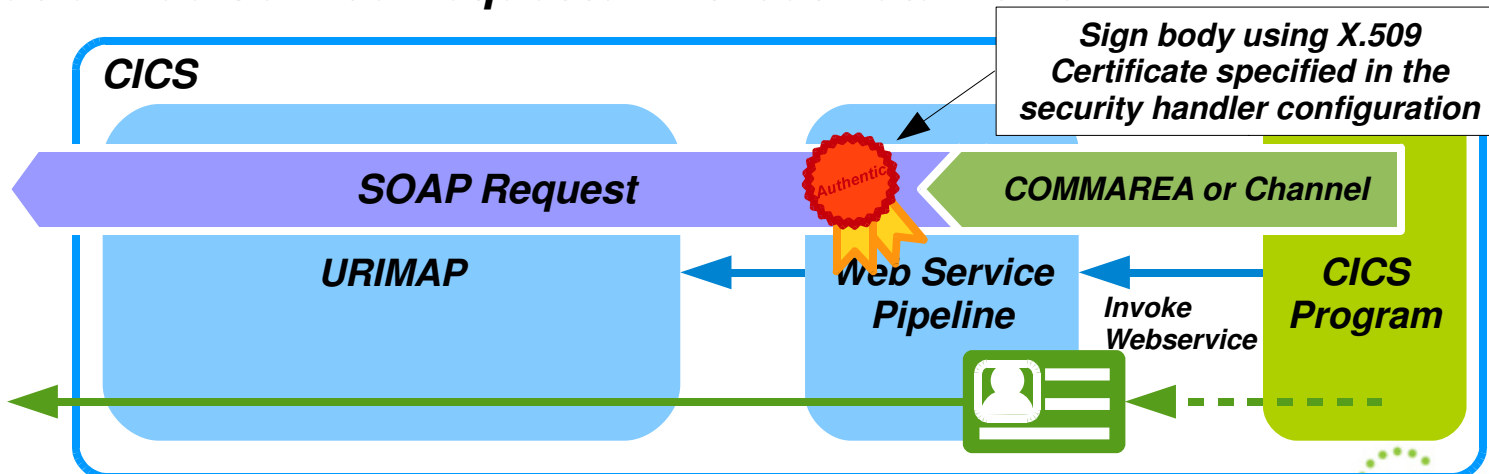 Sign body using X.509
Certificate specified in the
security handler configuration
CICS
SOAP Request
Authentic
COMMAREA or Channel
URIMAP
Web Service
Pipeline
Invoke
Webservice
CICS
Program